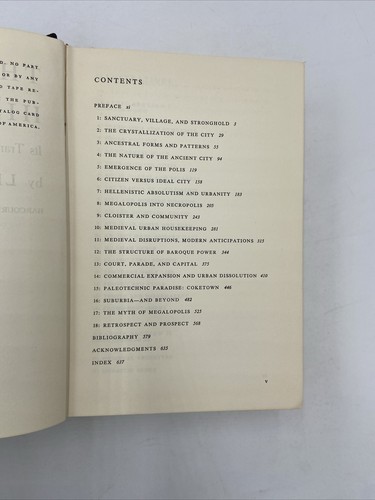 D. NO PART
OR BY ANY
D TAPE RE-
THE PUB-
TALOG CARD
OF AMERICA.
Its Tra
by L
HARCOUR
CONTENTS
PREFACE xi
1: SANCTUARY, VILLAGE, AND STRONGHOLD 3
2: THE CRYSTALLIZATION OF THE CITY 29
3: ANCESTRAL FORMS AND PATTERNS 55
4: THE NATURE OF THE ANCIENT CITY 94
5: EMERGENCE OF THE POLIS 119
6: CITIZEN VERSUS IDEAL CITY 158
7: HELLENISTIC ABSOLUTISM AND URBANITY 183
8: MEGALOPOLIS INTO NECROPOLIS 205
9: CLOISTER AND COMMUNITY 243
10: MEDIEVAL URBAN HOUSEKEEPING 281
11: MEDIEVAL DISRUPTIONS, MODERN ANTICIPATIONS 315
12: THE STRUCTURE OF BAROQUE POWER 344
13: COURT, PARADE, AND CAPITAL 375
14: COMMERCIAL EXPANSION AND URBAN DISSOLUTION 410
15: PALEOTECHNIC PARADISE: COKETOWN 446
16: SUBURBIA—AND BEYOND 482
17: THE MYTH OF MEGALOPOLIS 525
18: RETROSPECT AND PROSPECT 568
BIBLIOGRAPHY 579
ACKNOWLEDGMENTS 635
INDEX 637
v